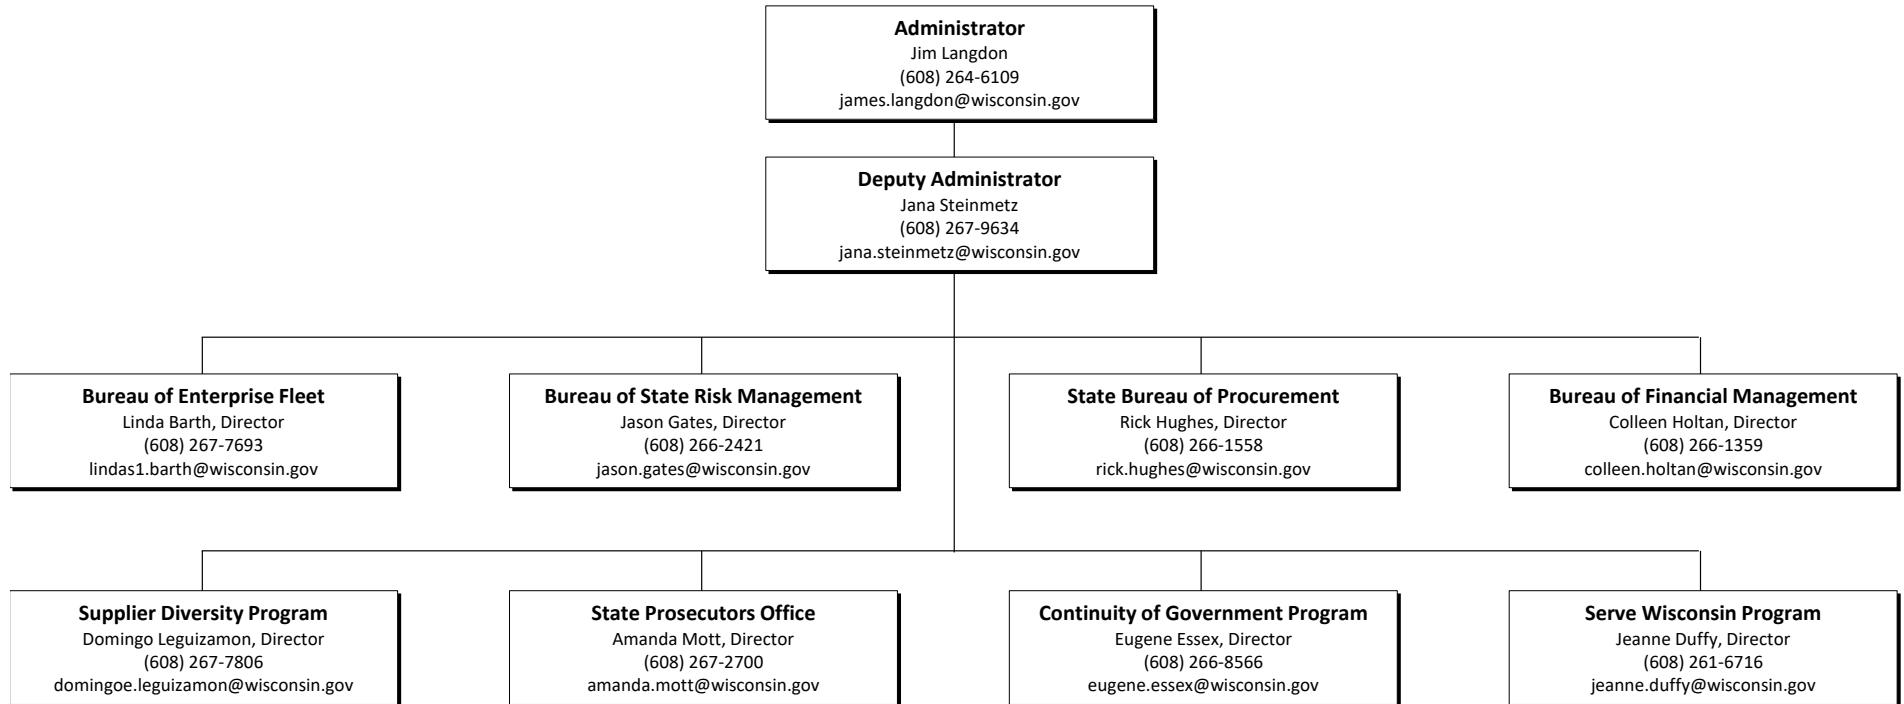 Administrator
Jim Langdon
(608) 264-6109
james.langdon@wisconsin.gov
Deputy Administrator
Jana Steinmetz
(608) 267-9634
jana.steinmetz@wisconsin.gov
Bureau of Enterprise Fleet
Linda Barth, Director
(608) 267-7693
lindas1.barth@wisconsin.gov
Bureau of State Risk Management
Jason Gates, Director
(608) 266-2421
jason.gates@wisconsin.gov
State Bureau of Procurement
Rick Hughes, Director
(608) 266-1558
rick.hughes@wisconsin.gov
Bureau of Financial Management
Colleen Holtan, Director
(608) 266-1359
colleen.holtan@wisconsin.gov
Supplier Diversity Program
Domingo Leguizamon, Director
(608) 267-7806
domingoe.leguizamon@wisconsin.gov
State Prosecutors Office
Amanda Mott, Director
(608) 267-2700
amanda.mott@wisconsin.gov
Continuity of Government Program
Eugene Essex, Director
(608) 266-8566
eugene.essex@wisconsin.gov
Serve Wisconsin Program
Jeanne Duffy, Director
(608) 261-6716
jeanne.duffy@wisconsin.gov